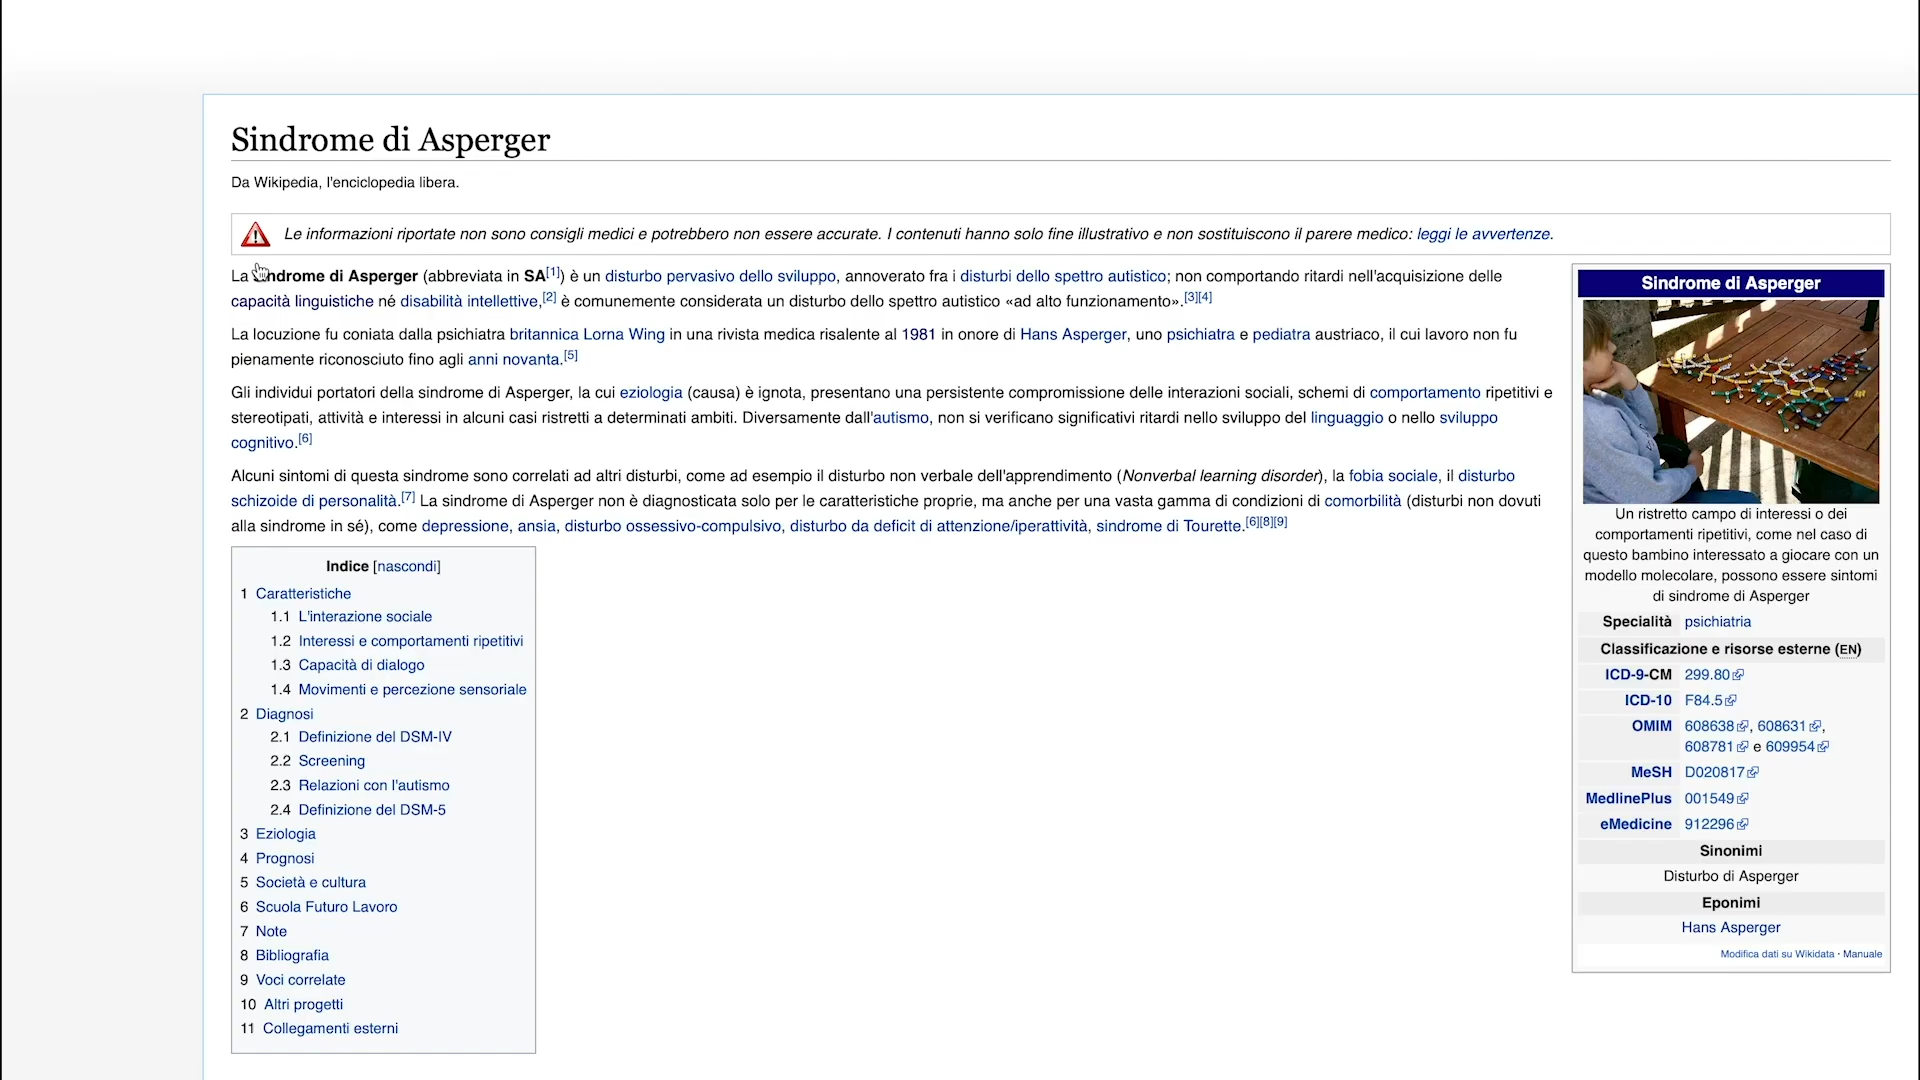 Sindrome di Asperger
Da Wikipedia, l'enciclopedia libera.
Le informazioni riportate non sono consigli medici e potrebbero non essere accurate. I contenuti hanno solo fine illustrativo e non sostituiscono il parere medico: leggi le avvertenze.
La sindrome di Asperger (abbreviata in SA[1]) è un disturbo pervasivo dello sviluppo, annoverato fra i disturbi dello spettro autistico; non comportando ritardi nell'acquisizione delle
capacità linguistiche né disabilità intellettive,[2] è comunemente considerata un disturbo dello spettro autistico «ad alto funzionamento».[3][4]
La locuzione fu coniata dalla psichiatra britannica Lorna Wing in una rivista medica risalente al 1981 in onore di Hans Asperger, uno psichiatra e pediatra austriaco, il cui lavoro non fu
pienamente riconosciuto fino agli anni novanta.[5]
Gli individui portatori della sindrome di Asperger, la cui eziologia (causa) è ignota, presentano una persistente compromissione delle interazioni sociali, schemi di comportamento ripetitivi e
stereotipati, attività e interessi in alcuni casi ristretti a determinati ambiti. Diversamente dall'autismo, non si verificano significativi ritardi nello sviluppo del linguaggio o nello sviluppo
cognitivo.[6]
Alcuni sintomi di questa sindrome sono correlati ad altri disturbi, come ad esempio il disturbo non verbale dell'apprendimento (Nonverbal learning disorder), la fobia sociale, il disturbo
schizoide di personalità.[7] La sindrome di Asperger non è diagnosticata solo per le caratteristiche proprie, ma anche per una vasta gamma di condizioni di comorbilità (disturbi non dovuti
alla sindrome in sé), come depressione, ansia, disturbo ossessivo-compulsivo, disturbo da deficit di attenzione/iperattività, sindrome di Tourette.[6][8][9]
Indice [nascondi]
1 Caratteristiche
1.1 L'interazione sociale
1.2 Interessi e comportamenti ripetitivi
1.3 Capacità di dialogo
1.4 Movimenti e percezione sensoriale
2 Diagnosi
2.1 Definizione del DSM-IV
2.2 Screening
2.3 Relazioni con l'autismo
2.4 Definizione del DSM-5
3 Eziologia
4 Prognosi
5 Società e cultura
6 Scuola Futuro Lavoro
7 Note
8 Bibliografia
9 Voci correlate
10 Altri progetti
11 Collegamenti esterni
Sindrome di Asperger
Un ristretto campo di interessi o dei
comportamenti ripetitivi, come nel caso di
questo bambino interessato a giocare con un
modello molecolare, possono essere sintomi
di sindrome di Asperger
Specialità psichiatria
Classificazione e risorse esterne (EN)
ICD-9-CM 299.80
ICD-10 F84.5
OMIM 608638, 608631,
608781 e 609954
MeSH D020817
MedlinePlus 001549
eMedicine 912296
Sinonimi
Disturbo di Asperger
Eponimi
Hans Asperger
Modifica dati su Wikidata · Manuale